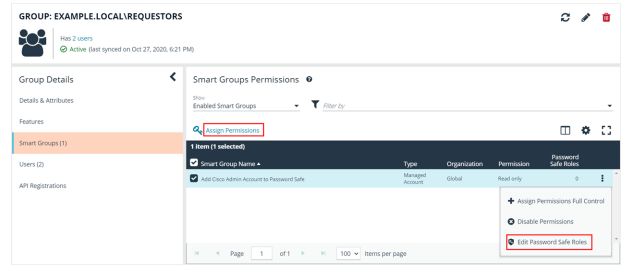 GROUP: EXAMPLE.LOCAL\REQUESTORS
Has 2 users
Active (last synced on Oct 27, 2020, 6:21 PM)
Group Details
Details & Attributes
Features
Smart Groups (1)
Users (2)
API Registrations
Smart Groups Permissions
Show
Enabled Smart Groups
Filter by
Assign Permissions
1 item (1 selected)
Smart Group Name Type Organization Permission Password Safe Roles
Add Cisco Admin Account to Password Safe Managed Account Global Read only 0
Assign Permissions Full Control
Disable Permissions
Edit Password Safe Roles
Page 1 of 1 100 Items per page